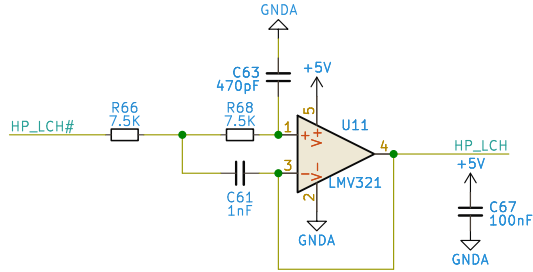 GNDA
+5V
C63
470pF
R66
7.5K
R68
7.5K
5
U11
HP_LCH#
1
+
V+
4
HP_LCH
3
-
V-
LMV321
+5V
C61
1nF
2
C67
100nF
GNDA
GNDA